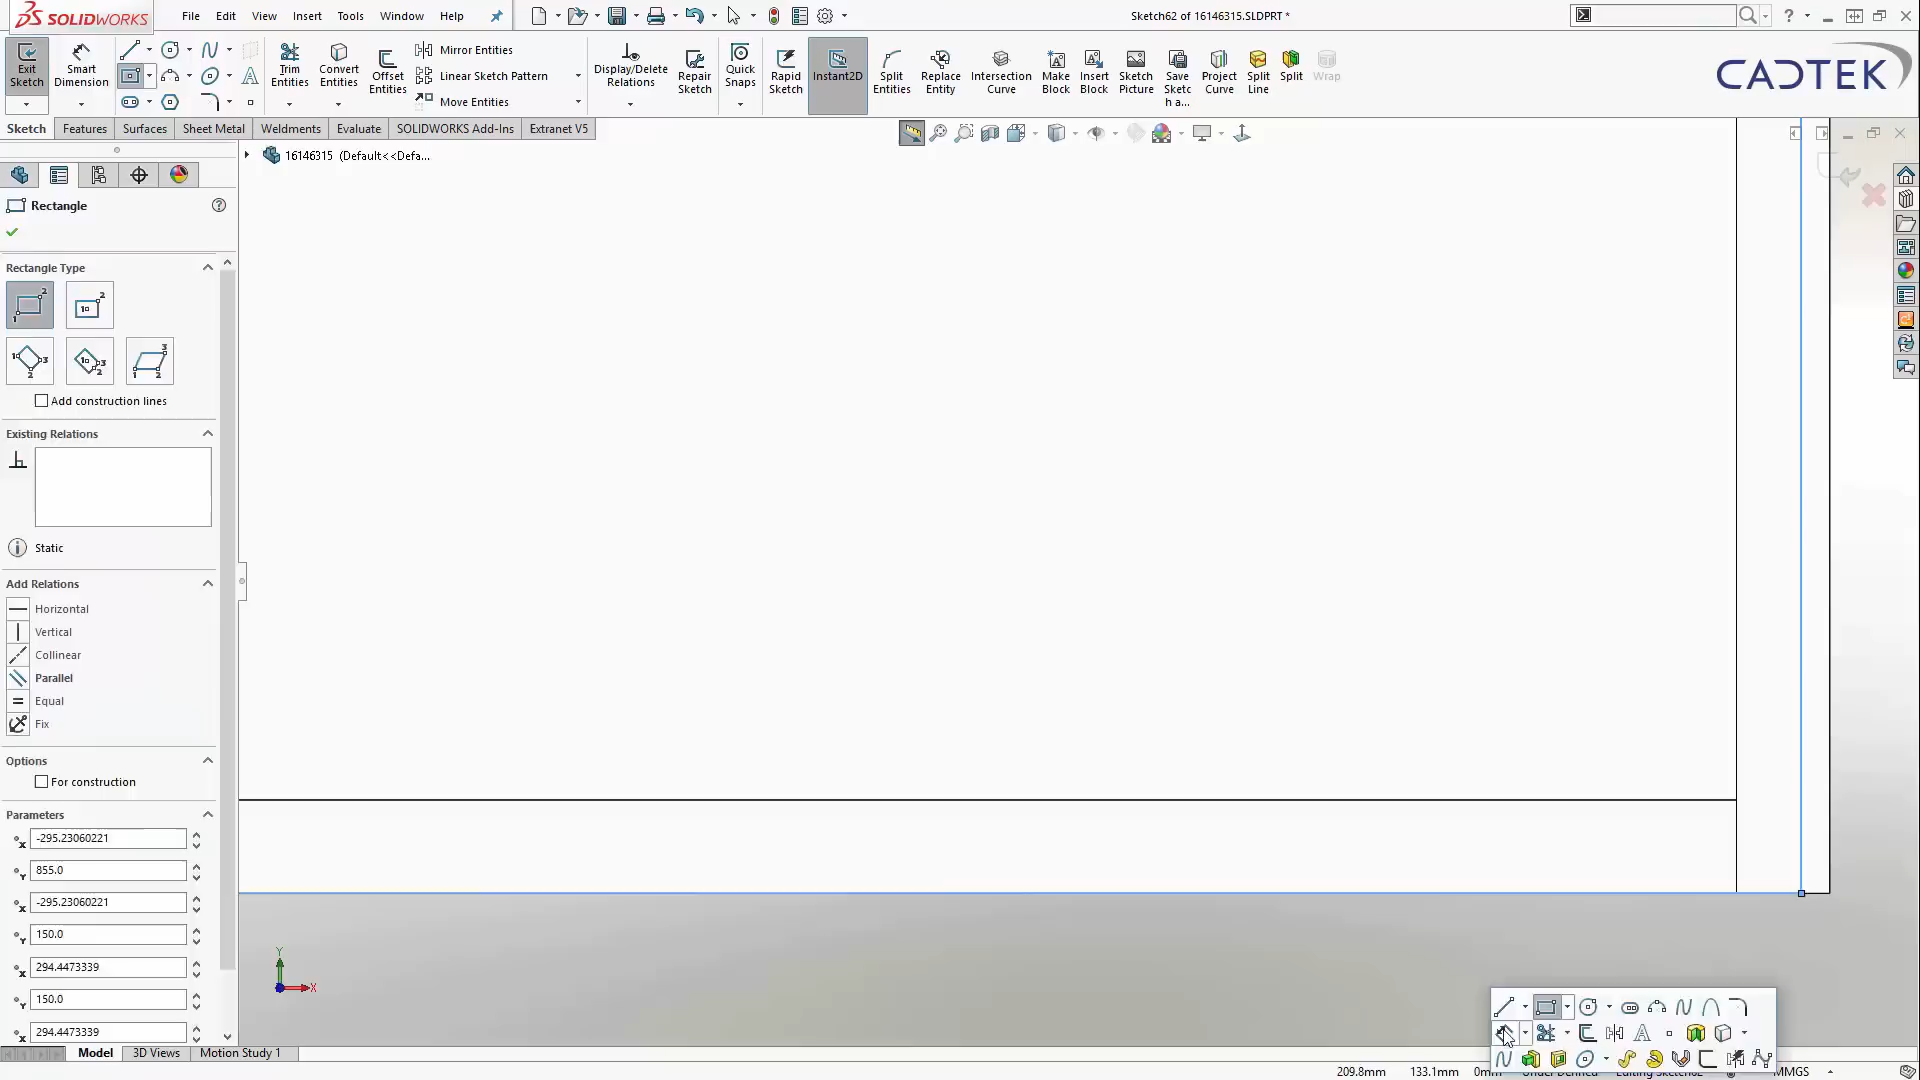 SOLIDWORKS
File Edit View Insert Tools Window Help
Sketch62 of 16146315.SLDPRT *
Exit Sketch
Smart Dimension
Trim Entities
Convert Entities
Offset Entities
Mirror Entities
Linear Sketch Pattern
Move Entities
Display/Delete Relations
Repair Sketch
Quick Snaps
Rapid Sketch
Instant2D
Split Entities
Replace Entity
Intersection Curve
Make Block
Insert Block
Sketch Picture
Save Sketc h a...
Project Curve
Split Line
Split
Wrap
CADTEK
Sketch Features Surfaces Sheet Metal Weldments Evaluate SOLIDWORKS Add-Ins Extranet V5
16146315 (Default<<Defa...
Rectangle
Rectangle Type
Add construction lines
Existing Relations
Static
Add Relations
Horizontal
Vertical
Collinear
Parallel
Equal
Fix
Options
For construction
Parameters
-295.23060221
855.0
-295.23060221
150.0
294.4473339
150.0
294.4473339
Y
X
Model 3D Views Motion Study 1
209.8mm 133.1mm 0mm
MMGS